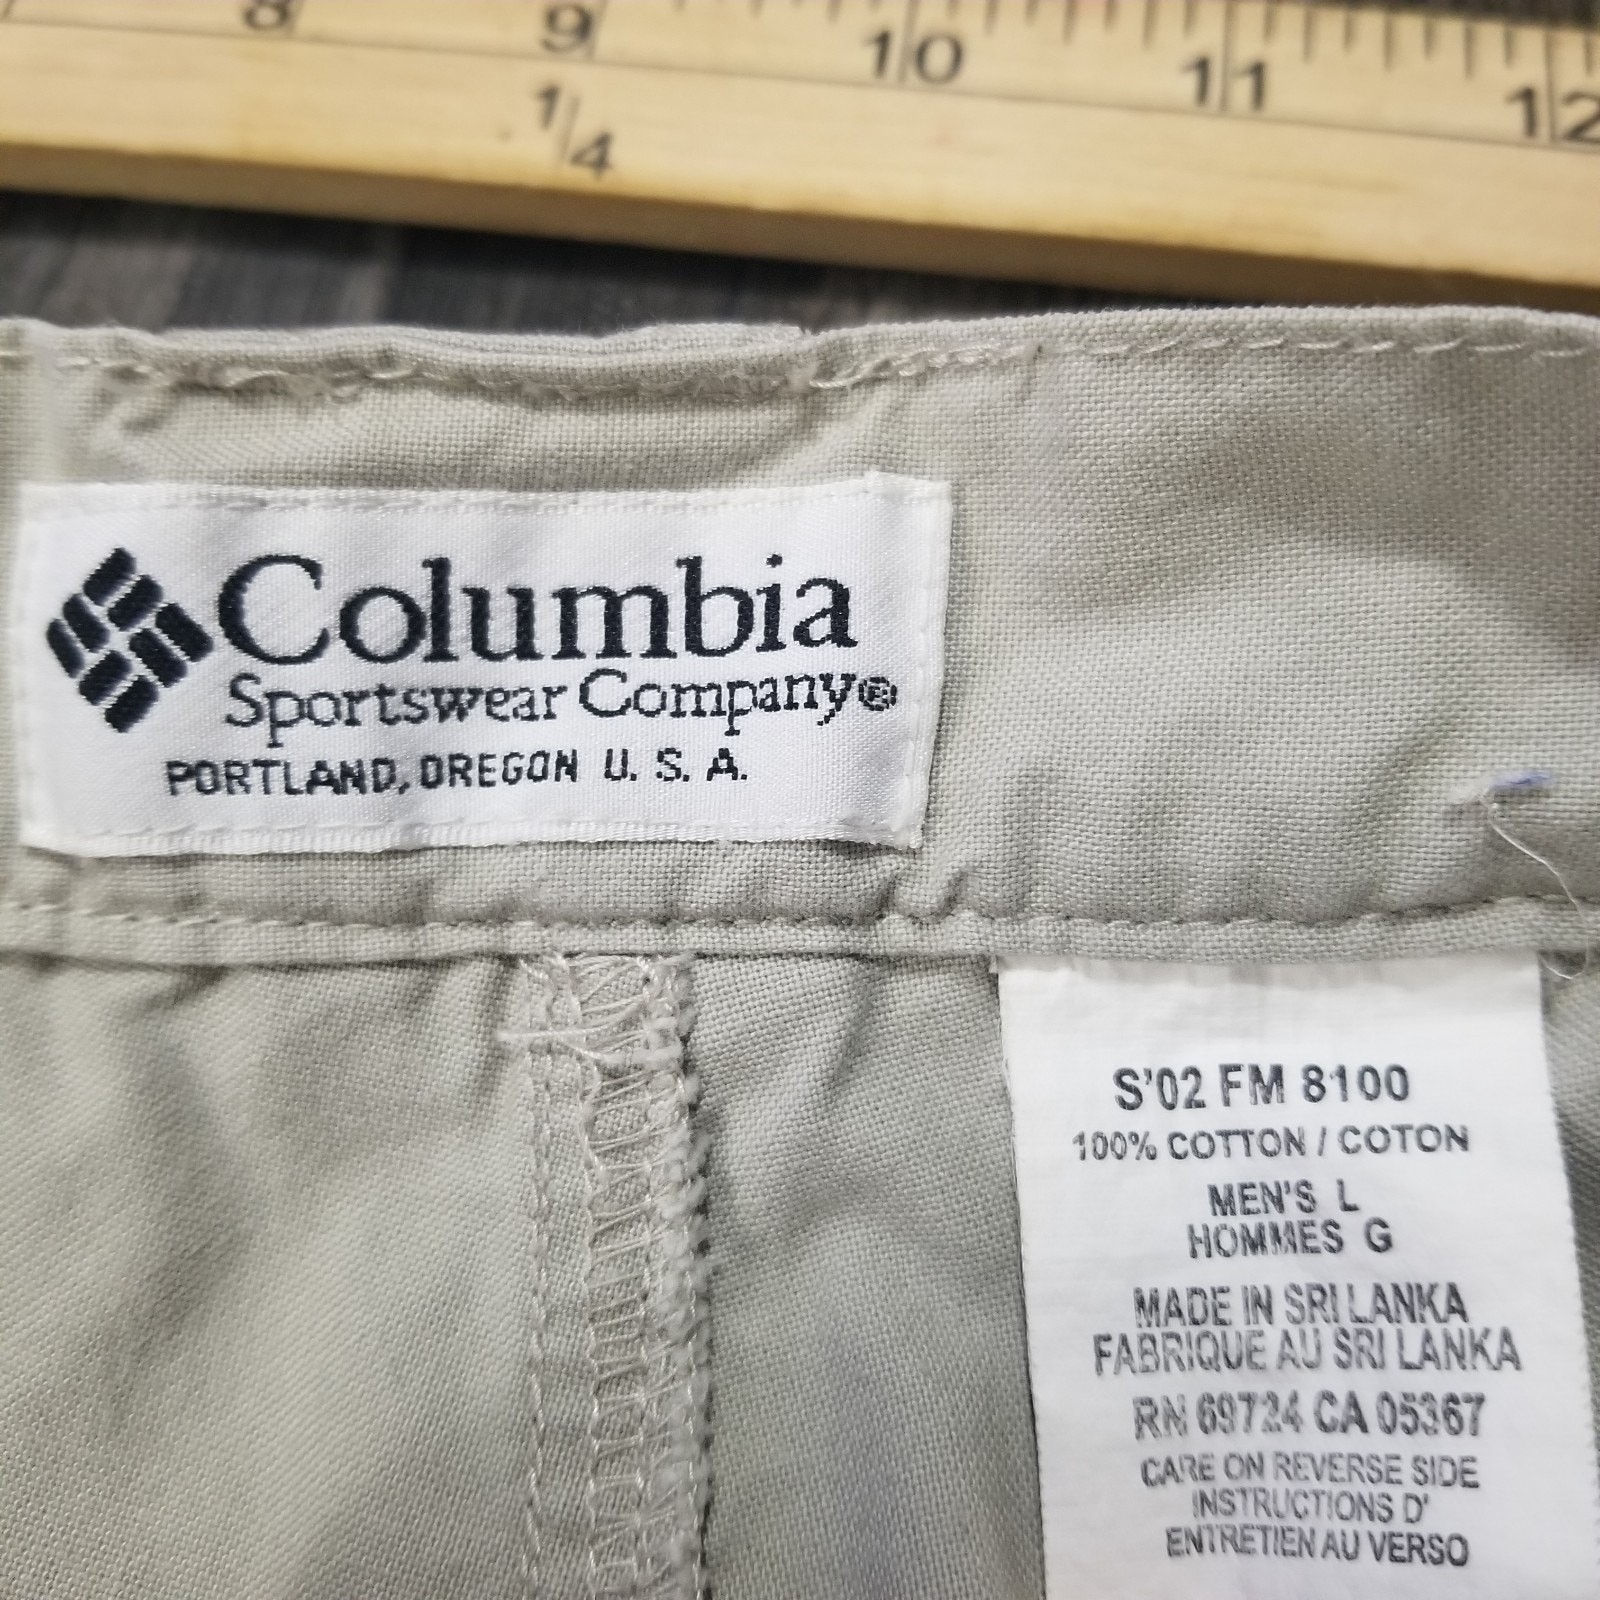 8 9 10 11 12
1/4
Columbia
Sportswear Company®
PORTLAND, OREGON U. S. A.
S'02 FM 8100
100% COTTON / COTON
MEN'S L
HOMMES G
MADE IN SRI LANKA
FABRIQUE AU SRI LANKA
RN 69724 CA 05367
CARE ON REVERSE SIDE
INSTRUCTIONS D'
ENTRETIEN AU VERSO